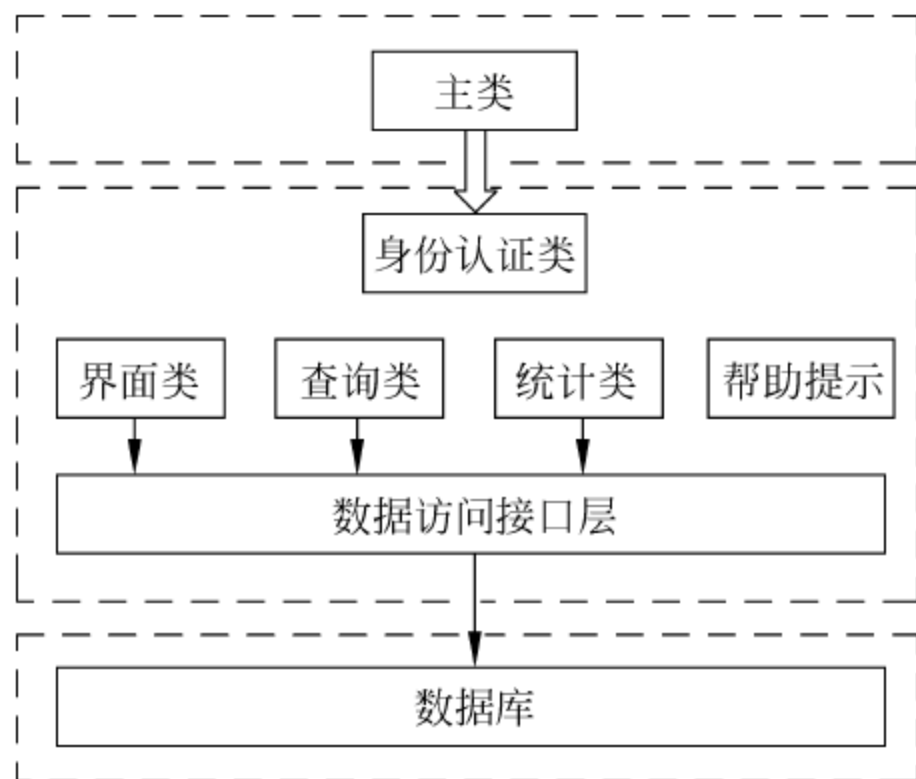 主类
身份认证类
界面类
查询类
统计类
帮助提示
数据访问接口层
数据库